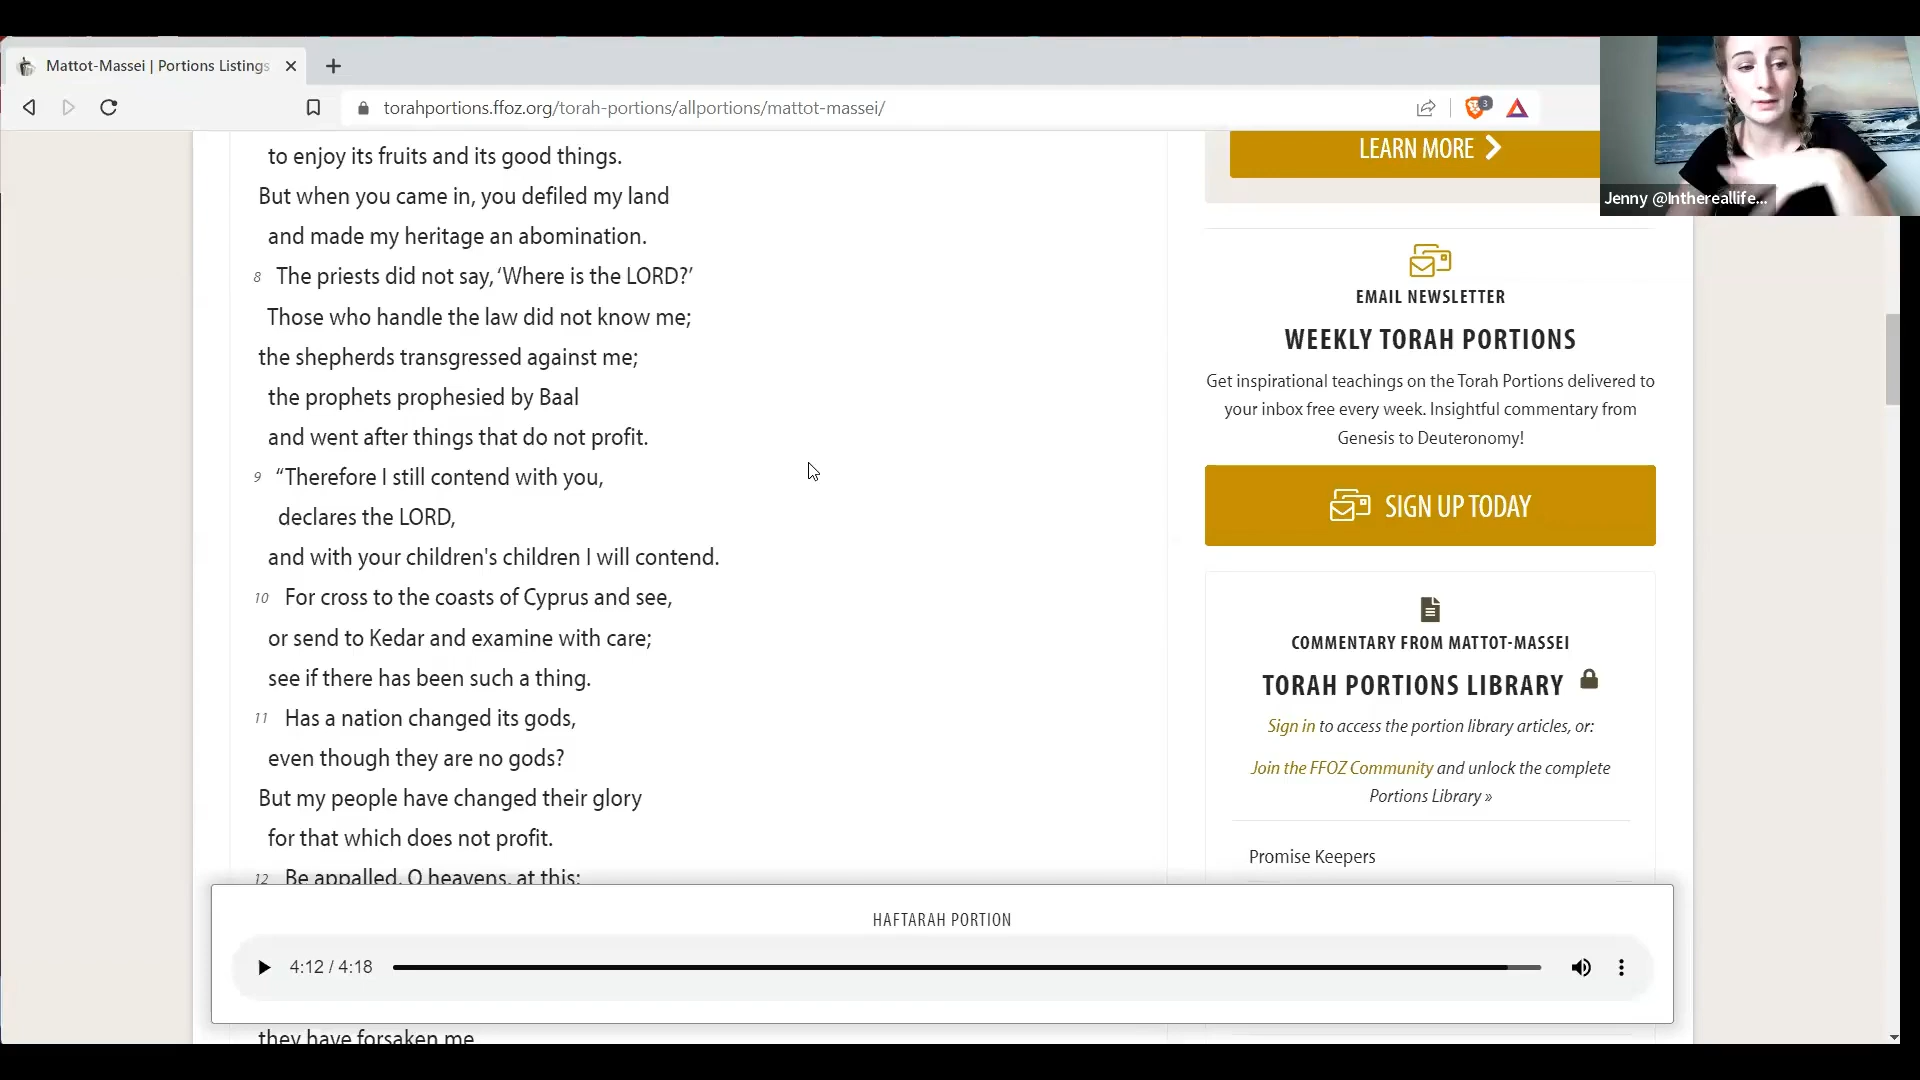 Mattot-Massei | Portions Listings
torahportions.ffoz.org/torah-portions/allportions/mattot-massei/
3
Jenny @Inthereallife...
to enjoy its fruits and its good things.
But when you came in, you defiled my land
and made my heritage an abomination.
8 The priests did not say, ‘Where is the LORD?’
Those who handle the law did not know me;
the shepherds transgressed against me;
the prophets prophesied by Baal
and went after things that do not profit.
9 “Therefore I still contend with you,
declares the LORD,
and with your children's children I will contend.
10 For cross to the coasts of Cyprus and see,
or send to Kedar and examine with care;
see if there has been such a thing.
11 Has a nation changed its gods,
even though they are no gods?
But my people have changed their glory
for that which does not profit.
12 Be appalled, O heavens, at this;
they have forsaken me
LEARN MORE
EMAIL NEWSLETTER
WEEKLY TORAH PORTIONS
Get inspirational teachings on the Torah Portions delivered to
your inbox free every week. Insightful commentary from
Genesis to Deuteronomy!
SIGN UP TODAY
COMMENTARY FROM MATTOT-MASSEI
TORAH PORTIONS LIBRARY
Sign in to access the portion library articles, or:
Join the FFOZ Community and unlock the complete
Portions Library »
Promise Keepers
HAFTARAH PORTION
4:12 / 4:18